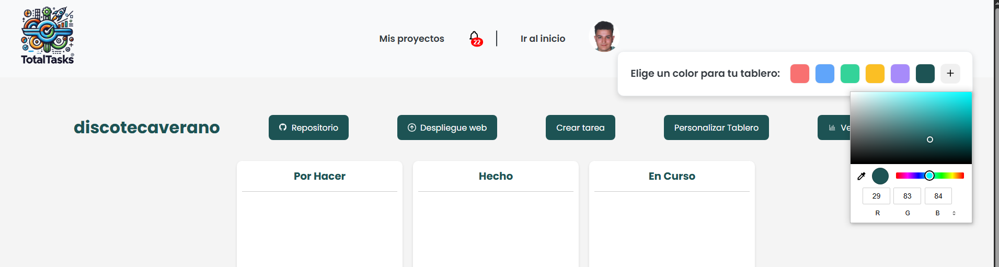 TotalTasks®
Mis proyectos 22 Ir al inicio
Elige un color para tu tablero: +
discotecaverano Repositorio Despliegue web Crear tarea Personalizar Tablero
Por Hacer Hecho En Curso
29 83 84
R G B